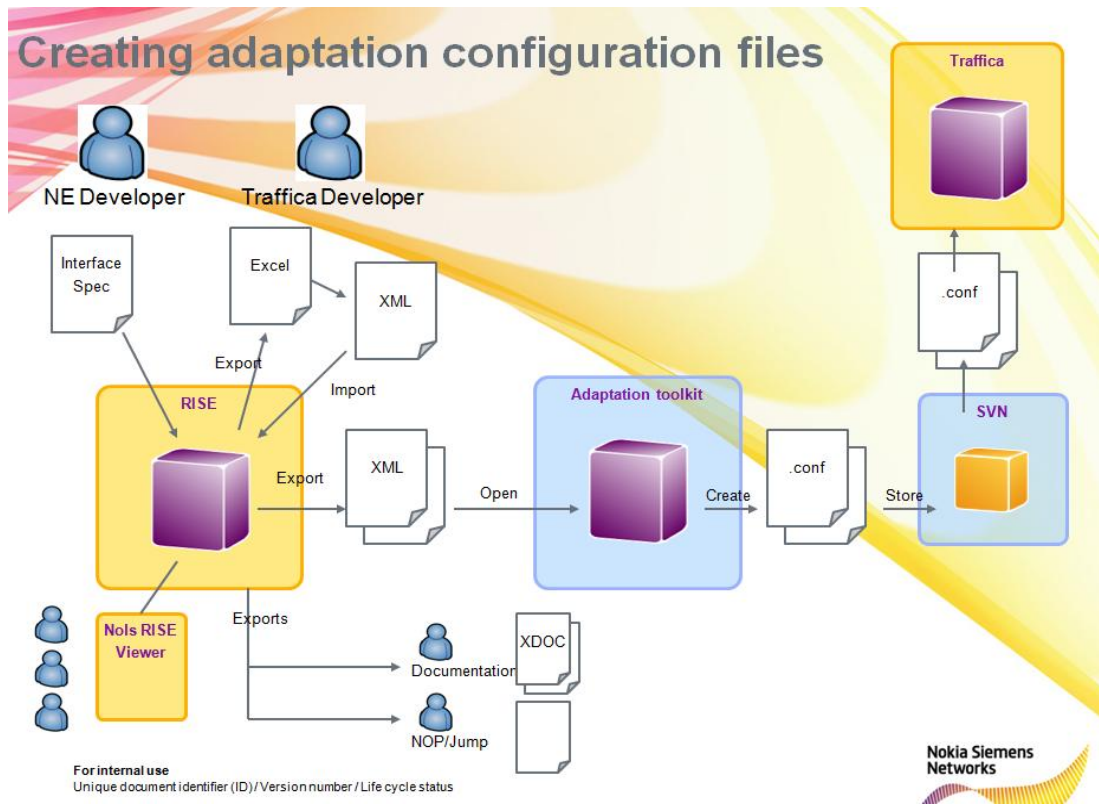 Creating adaptation configuration files
Traffica
NE Developer
Traffica Developer
Interface
Spec
Excel
XML
.conf
Export
Import
RISE
Adaptation toolkit
SVN
XML
.conf
Export
Open
Create
Store
NoIs RISE
Viewer
Exports
XDOC
Documentation
NOP/Jump
For internal use
Unique document identifier (ID) / Version number / Life cycle status
Nokia Siemens
Networks